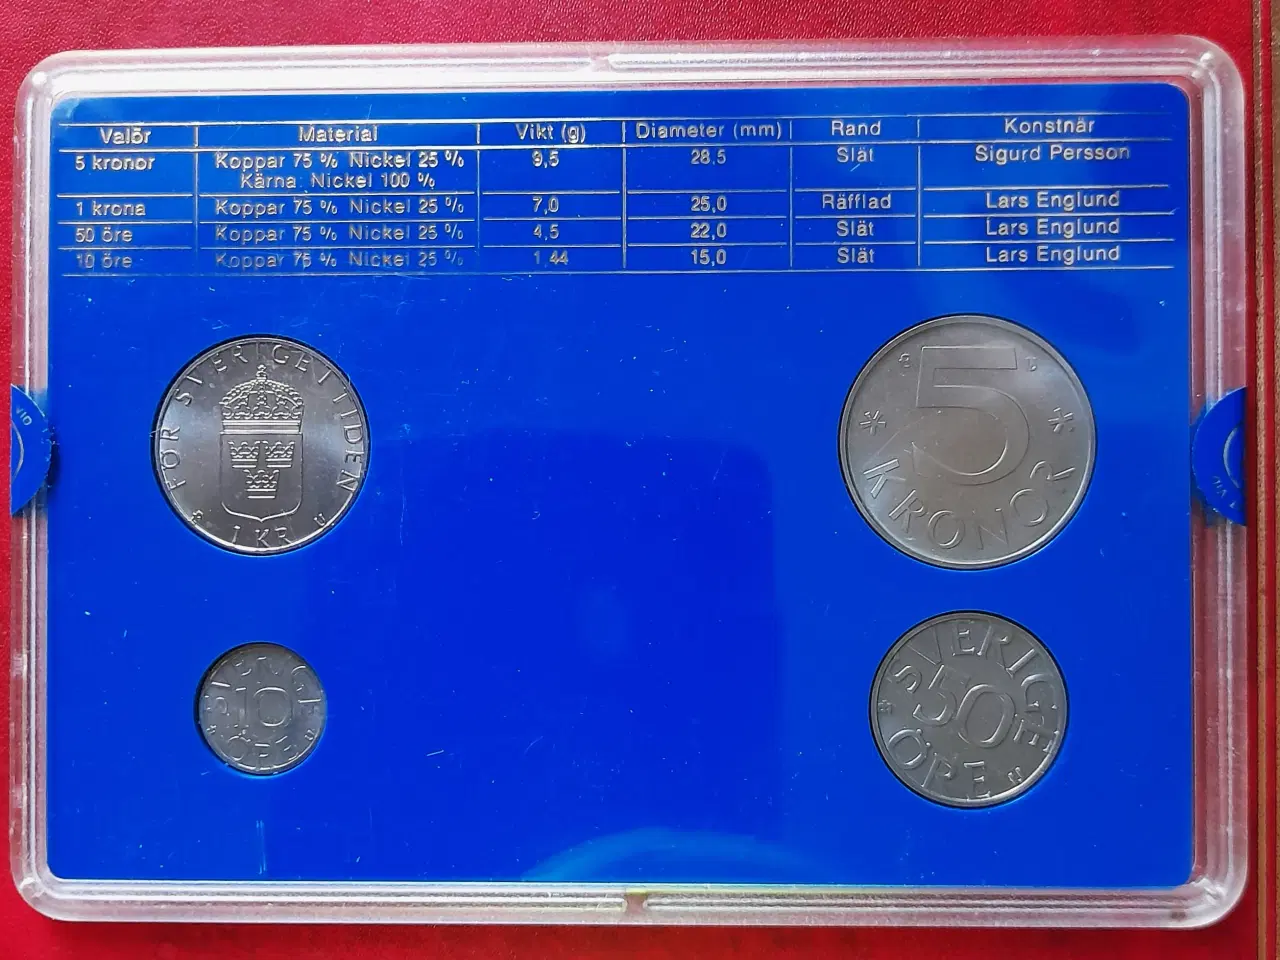 Valör Material Vikt (g) Diameter (mm) Rand Konstnär
5 kronor Koppar 75 % Nickel 25 % 9,5 28,5 Slät Sigurd Persson
Kärna: Nickel 100 %
1 krona Koppar 75 % Nickel 25 % 7,0 25,0 Räfflad Lars Englund
50 öre Koppar 75 % Nickel 25 % 4,5 22,0 Slät Lars Englund
10 öre Koppar 75 % Nickel 25 % 1,44 15,0 Slät Lars Englund
FÖR SVERIGE I TIDEN
1 KR
U
5
KRONOR
SVERIGE
10
ÖRE
U
SVERIGE
50
ÖRE
U